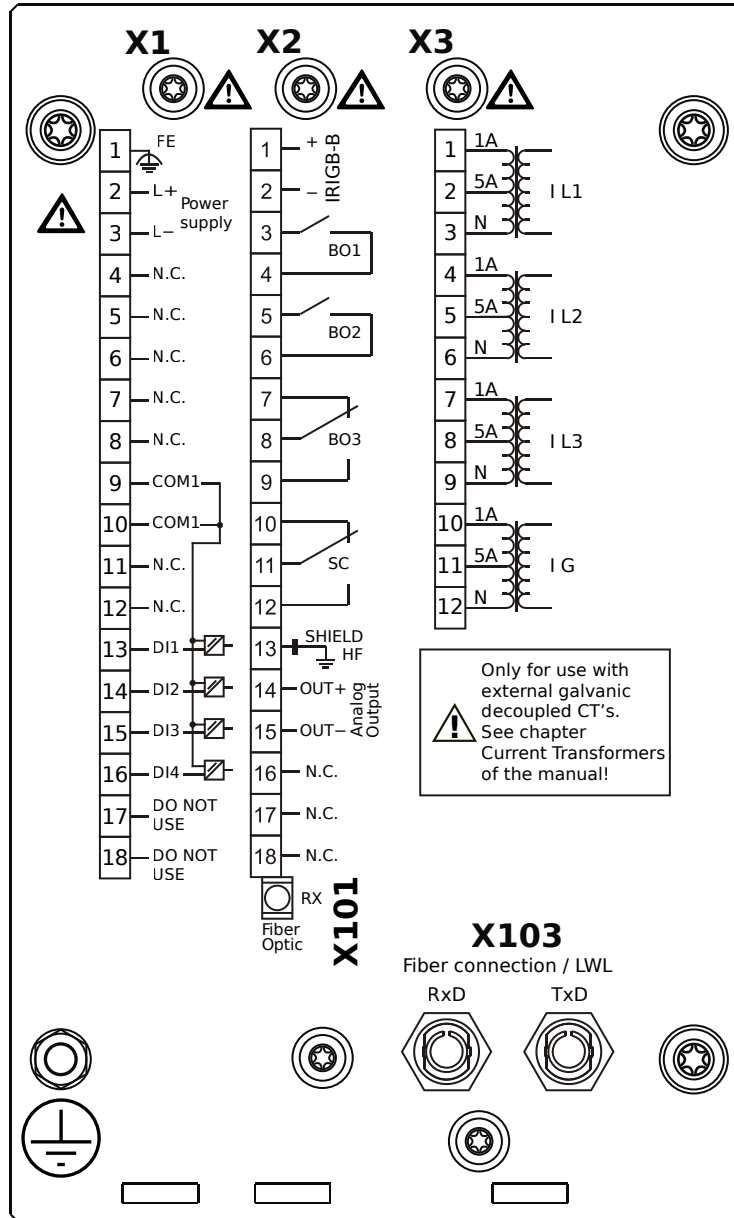 X1
1 FE
2 L+
Power
supply
3 L−
4 N.C.
5 N.C.
6 N.C.
7 N.C.
8 N.C.
9 COM1
10 COM1
11 N.C.
12 N.C.
13 DI1
14 DI2
15 DI3
16 DI4
17 DO NOT
USE
18 DO NOT
USE
X2
1 +
2 −
IRIGB-B
3
4
BO1
5
6
BO2
7
8
9
BO3
10
11
12
SC
13 SHIELD
HF
14 OUT+
15 OUT−
Analog
Output
16 N.C.
17 N.C.
18 N.C.
RX
Fiber
Optic
X101
X3
1 1A
2 5A
3 N
I L1
4 1A
5 5A
6 N
I L2
7 1A
8 5A
9 N
I L3
10 1A
11 5A
12 N
I G
Only for use with
external galvanic
decoupled CT's.
See chapter
Current Transformers
of the manual!
X103
Fiber connection / LWL
RxD TxD